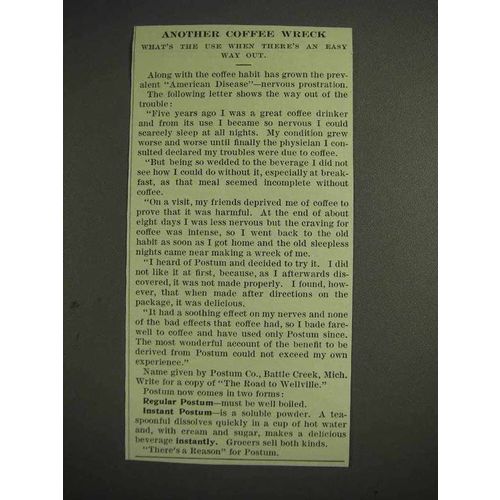 ANOTHER COFFEE WRECK
WHAT'S THE USE WHEN THERE'S AN EASY
WAY OUT.
Along with the coffee habit has grown the prev-
alent "American Disease"—nervous prostration.
The following letter shows the way out of the
trouble:
"Five years ago I was a great coffee drinker
and from its use I became so nervous I could
scarcely sleep at all nights. My condition grew
worse and worse until finally the physician I con-
sulted declared my troubles were due to coffee.
"But being so wedded to the beverage I did not
see how I could do without it, especially at break-
fast, as that meal seemed incomplete without
coffee.
"On a visit, my friends deprived me of coffee to
prove that it was harmful. At the end of about
eight days I was less nervous but the craving for
coffee was intense, so I went back to the old
habit as soon as I got home and the old sleepless
nights came near making a wreck of me.
"I heard of Postum and decided to try it. I did
not like it at first, because, as I afterwards dis-
covered, it was not made properly. I found, how-
ever, that when made after directions on the
package, it was delicious.
"It had a soothing effect on my nerves and none
of the bad effects that coffee had, so I bade fare-
well to coffee and have used only Postum since.
The most wonderful account of the benefit to be
derived from Postum could not exceed my own
experience."
Name given by Postum Co., Battle Creek, Mich.
Write for a copy of "The Road to Wellville."
Postum now comes in two forms:
Regular Postum—must be well boiled.
Instant Postum—is a soluble powder. A tea-
spoonful dissolves quickly in a cup of hot water
and, with cream and sugar, makes a delicious
beverage instantly. Grocers sell both kinds.
"There's a Reason" for Postum.